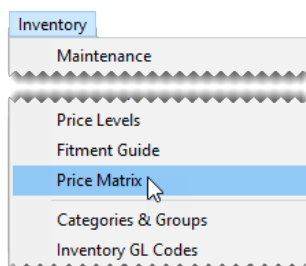 Inventory
Maintenance
Price Levels
Fitment Guide
Price Matrix
Categories & Groups
Inventory GL Codes